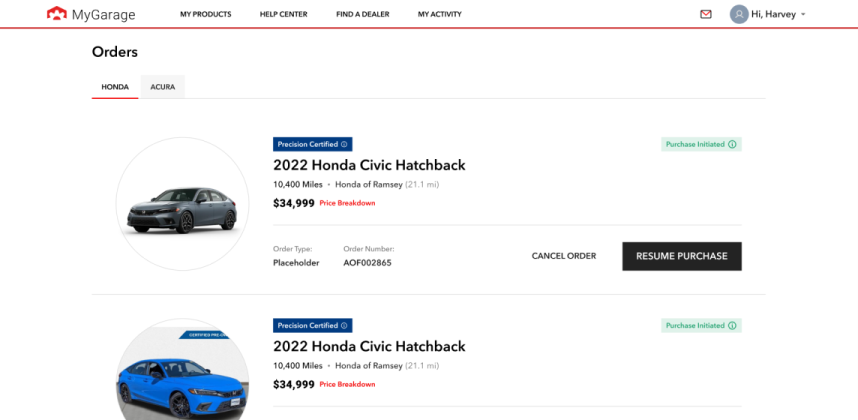 MyGarage
MY PRODUCTS
HELP CENTER
FIND A DEALER
MY ACTIVITY
Hi, Harvey
Orders
HONDA
ACURA
Precision Certified
Purchase Initiated
2022 Honda Civic Hatchback
10,400 Miles • Honda of Ramsey (21.1 mi)
$34,999 Price Breakdown
Order Type:
Placeholder
Order Number:
AOF002865
CANCEL ORDER
RESUME PURCHASE
CERTIFIED PRE-
Precision Certified
Purchase Initiated
2022 Honda Civic Hatchback
10,400 Miles • Honda of Ramsey (21.1 mi)
$34,999 Price Breakdown